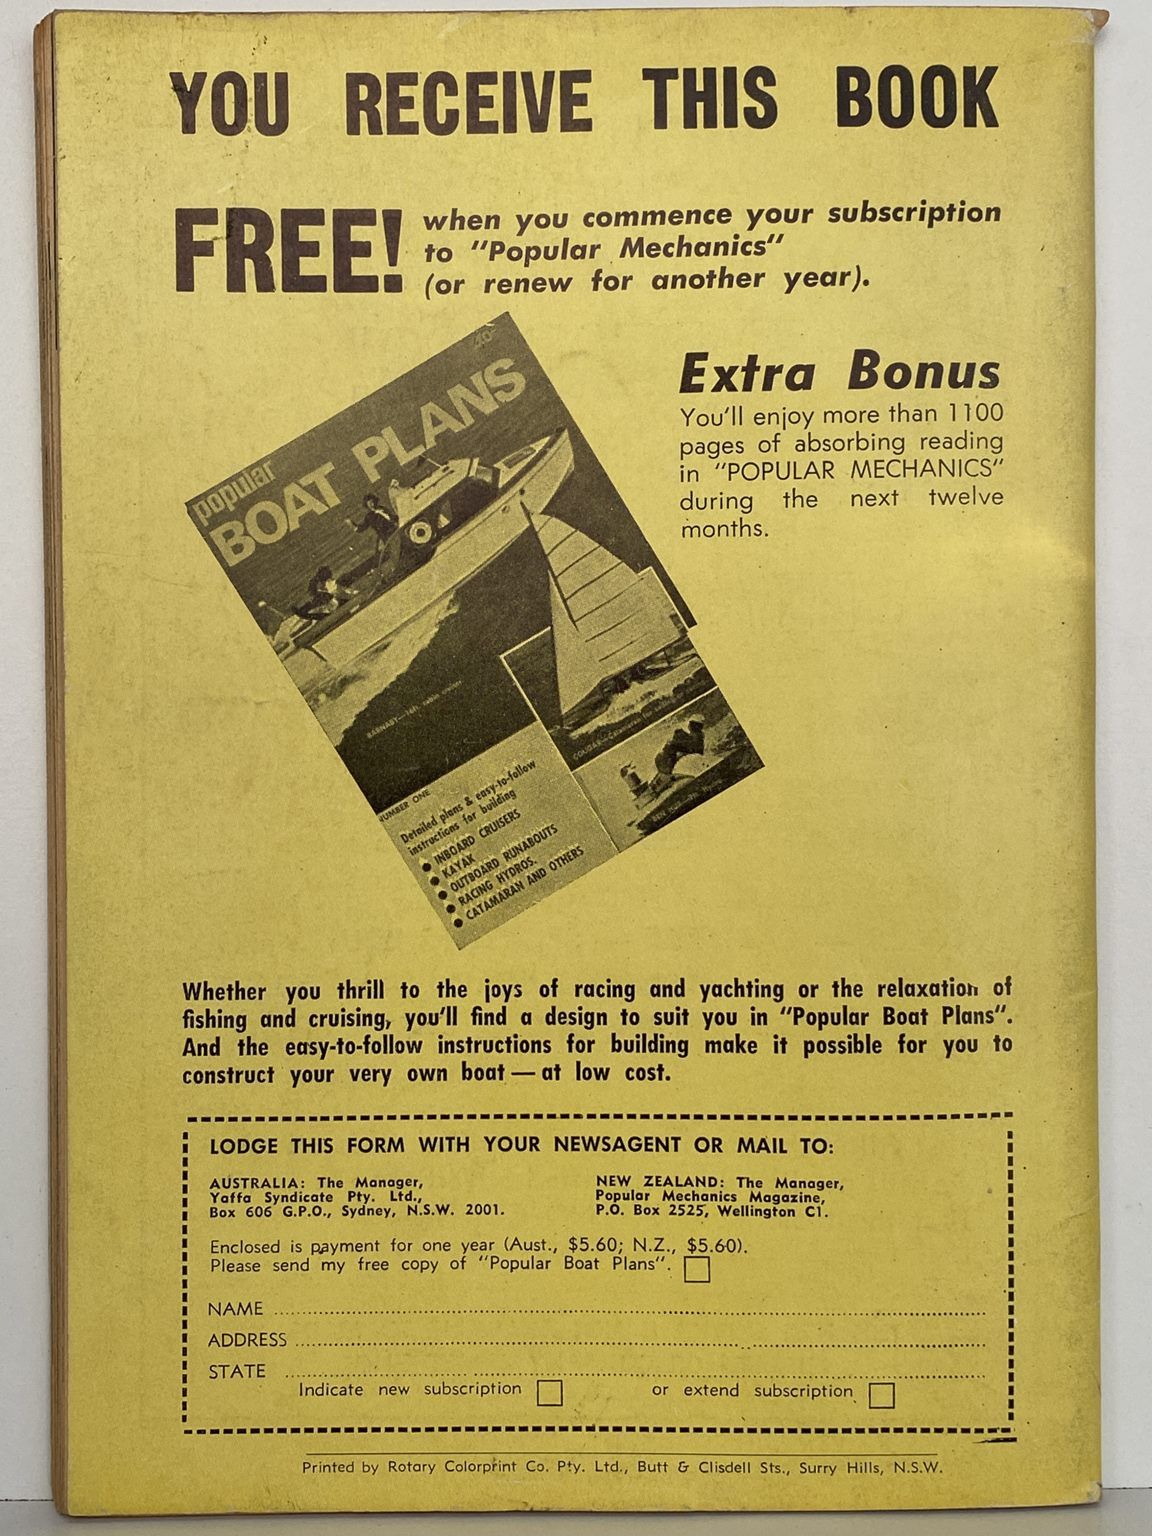 YOU RECEIVE THIS BOOK
FREE!
when you commence your subscription
to "Popular Mechanics"
(or renew for another year).
40c
popular
BOAT PLANS
NUMBER ONE
Detailed plans & easy-to-follow
instructions for building
● INBOARD CRUISERS
● KAYAK
● OUTBOARD RUNABOUTS
● RACING HYDROS.
● CATAMARAN AND OTHERS
Extra Bonus
You'll enjoy more than 1100
pages of absorbing reading
in "POPULAR MECHANICS"
during the next twelve
months.
Whether you thrill to the joys of racing and yachting or the relaxation of
fishing and cruising, you'll find a design to suit you in "Popular Boat Plans".
And the easy-to-follow instructions for building make it possible for you to
construct your very own boat — at low cost.
LODGE THIS FORM WITH YOUR NEWSAGENT OR MAIL TO:
AUSTRALIA: The Manager,
Yaffa Syndicate Pty. Ltd.,
Box 606 G.P.O., Sydney, N.S.W. 2001.
NEW ZEALAND: The Manager,
Popular Mechanics Magazine,
P.O. Box 2525, Wellington C1.
Enclosed is payment for one year (Aust., $5.60; N.Z., $5.60).
Please send my free copy of "Popular Boat Plans".
NAME
ADDRESS
STATE
Indicate new subscription or extend subscription
Printed by Rotary Colorprint Co. Pty. Ltd., Butt & Clisdell Sts., Surry Hills, N.S.W.